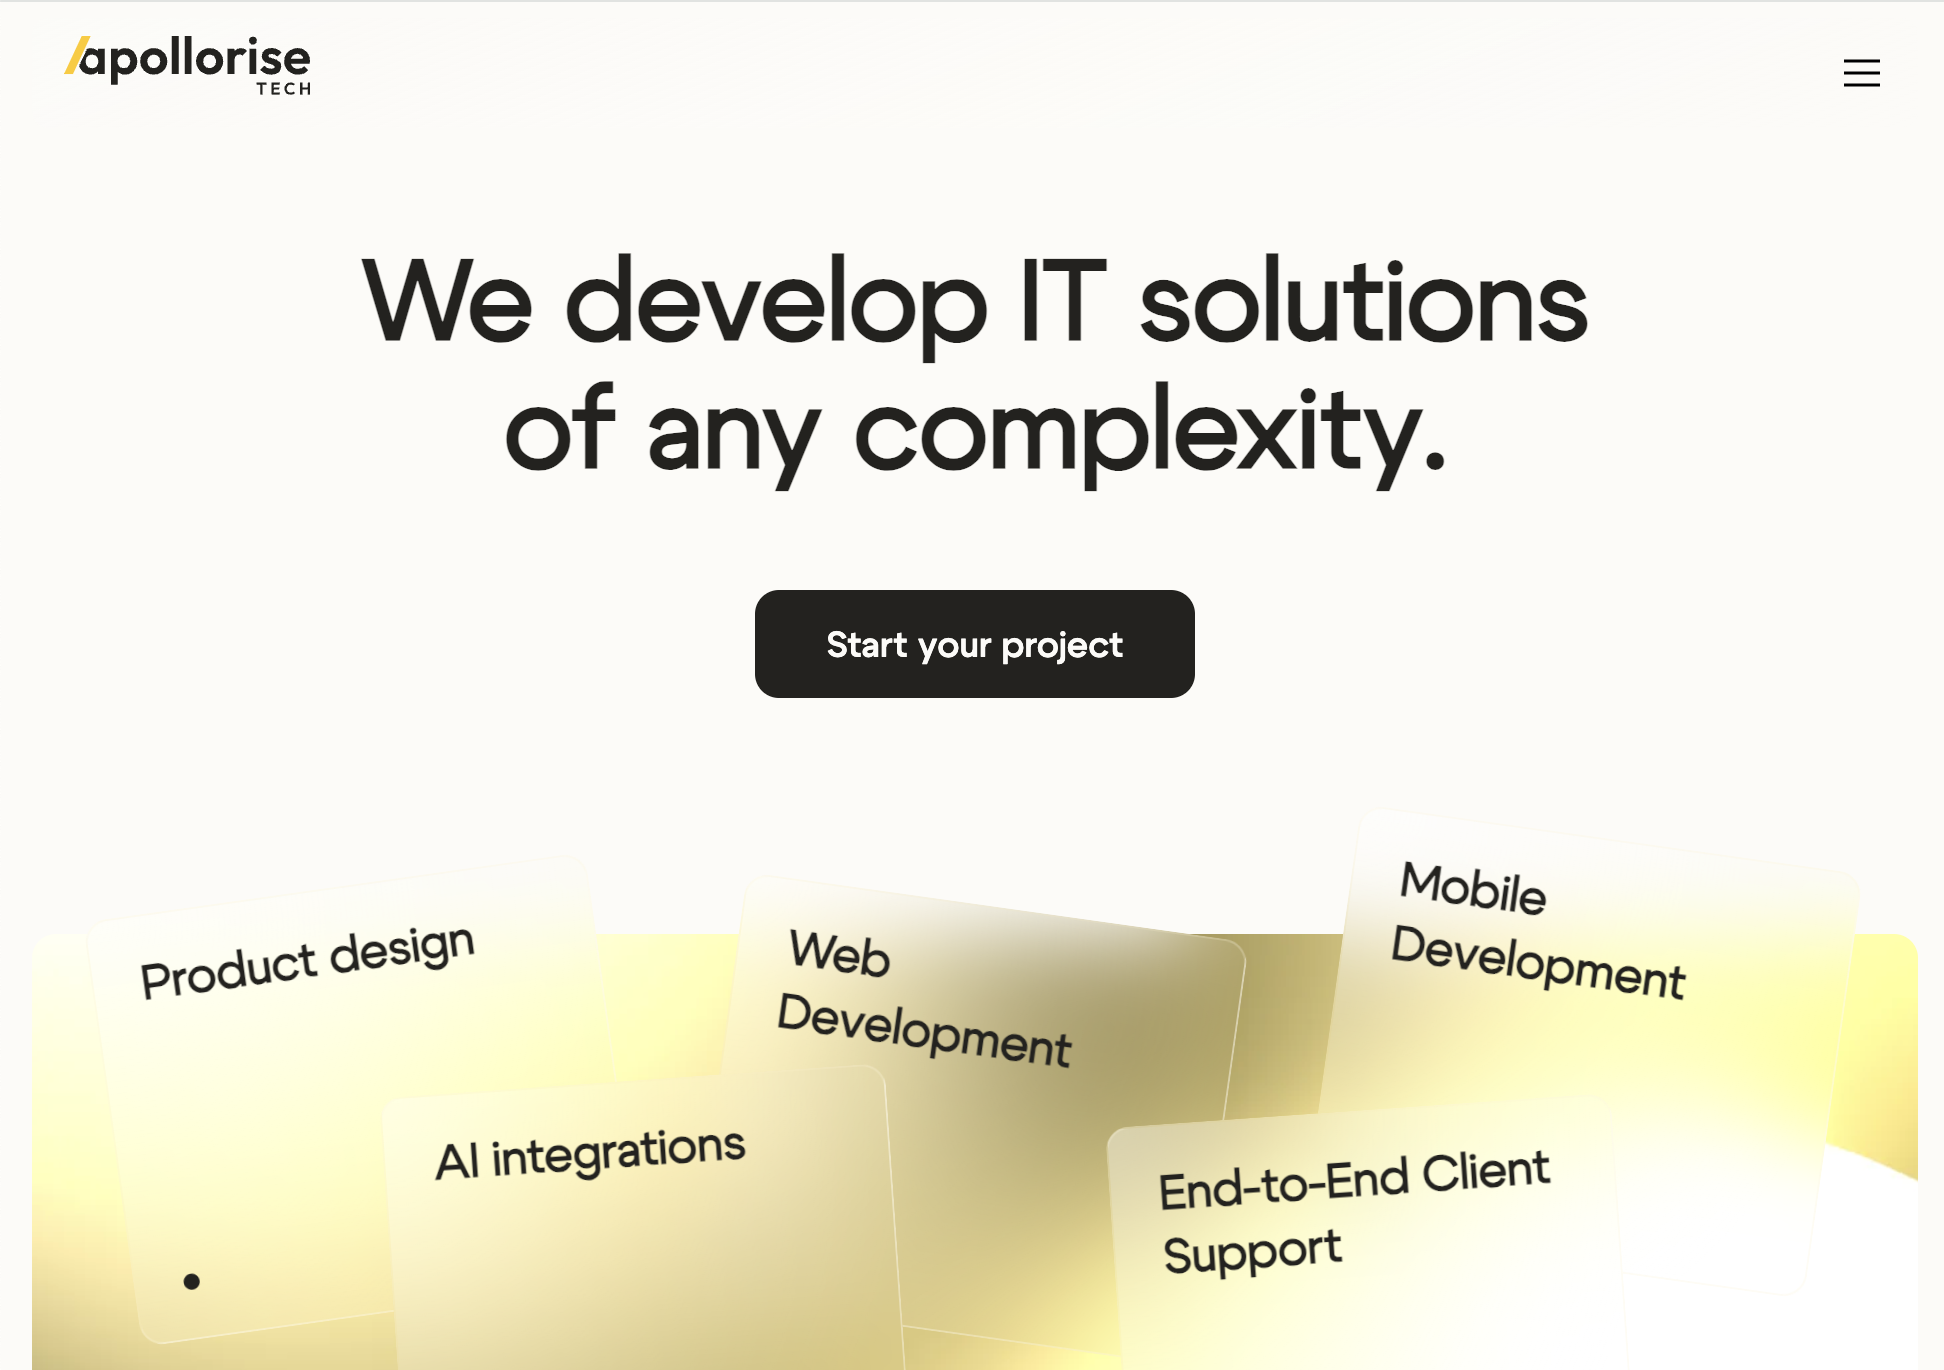 apollorise
TECH
We develop IT solutions
of any complexity.
Start your project
Product design
Web
Development
Mobile
Development
AI integrations
End-to-End Client
Support